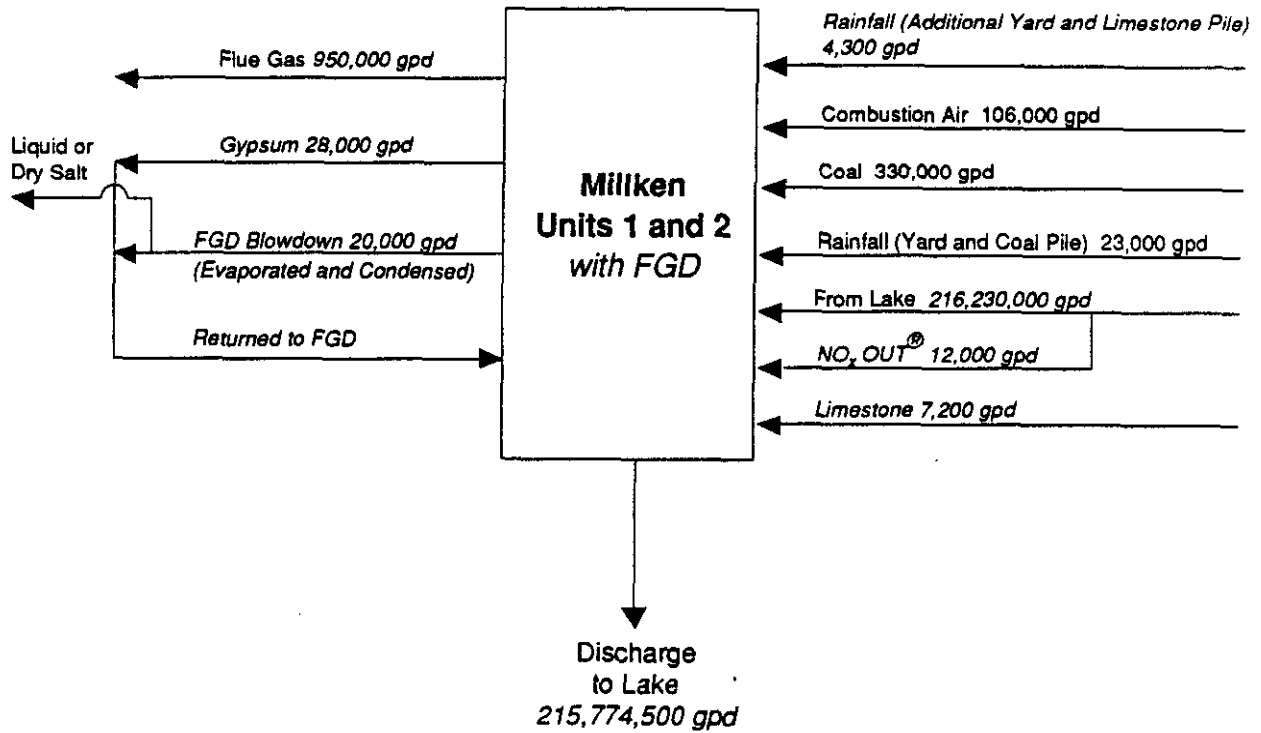 Rainfall (Additional Yard and Limestone Pile)
4,300 gpd
Flue Gas 950,000 gpd
Combustion Air 106,000 gpd
Liquid or
Dry Salt
Gypsum 28,000 gpd
Coal 330,000 gpd
Milliken
Units 1 and 2
with FGD
FGD Blowdown 20,000 gpd
(Evaporated and Condensed)
Rainfall (Yard and Coal Pile) 23,000 gpd
From Lake 216,230,000 gpd
Returned to FGD
NOx OUT® 12,000 gpd
Limestone 7,200 gpd
Discharge
to Lake
215,774,500 gpd